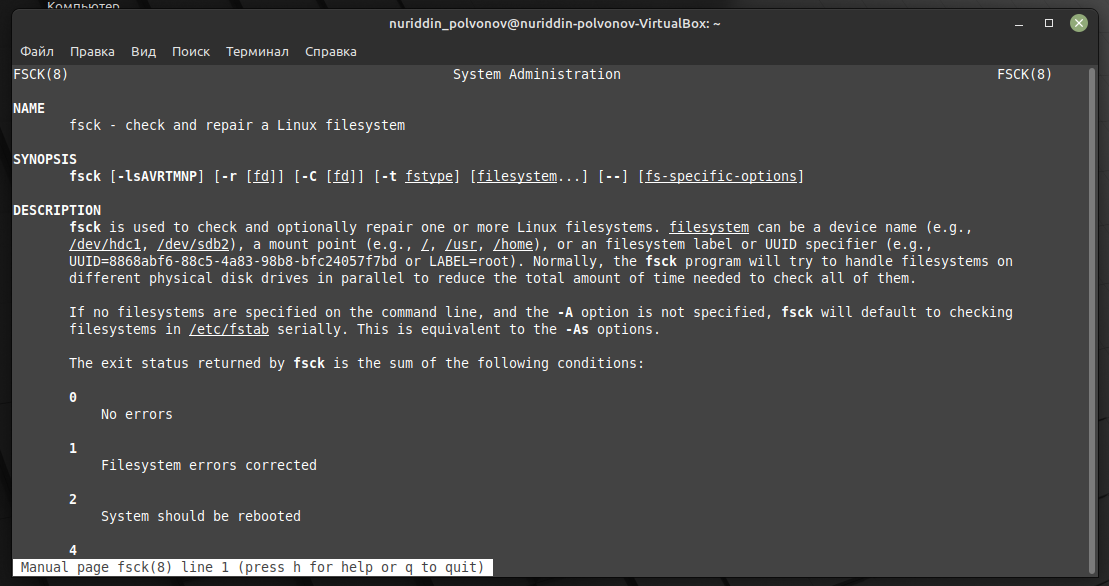 Компьютер
nuriddin_polvonov@nuriddin-polvonov-VirtualBox: ~
Файл Правка Вид Поиск Терминал Справка
FSCK(8) System Administration FSCK(8)
NAME
fsck - check and repair a Linux filesystem
SYNOPSIS
fsck [-lsAVRTMNP] [-r [fd]] [-C [fd]] [-t fstype] [filesystem...] [--] [fs-specific-options]
DESCRIPTION
fsck is used to check and optionally repair one or more Linux filesystems. filesystem can be a device name (e.g.,
/dev/hdc1, /dev/sdb2), a mount point (e.g., /, /usr, /home), or an filesystem label or UUID specifier (e.g.,
UUID=8868abf6-88c5-4a83-98b8-bfc24057f7bd or LABEL=root). Normally, the fsck program will try to handle filesystems on
different physical disk drives in parallel to reduce the total amount of time needed to check all of them.
If no filesystems are specified on the command line, and the -A option is not specified, fsck will default to checking
filesystems in /etc/fstab serially. This is equivalent to the -As options.
The exit status returned by fsck is the sum of the following conditions:
0
No errors
1
Filesystem errors corrected
2
System should be rebooted
4
Manual page fsck(8) line 1 (press h for help or q to quit)